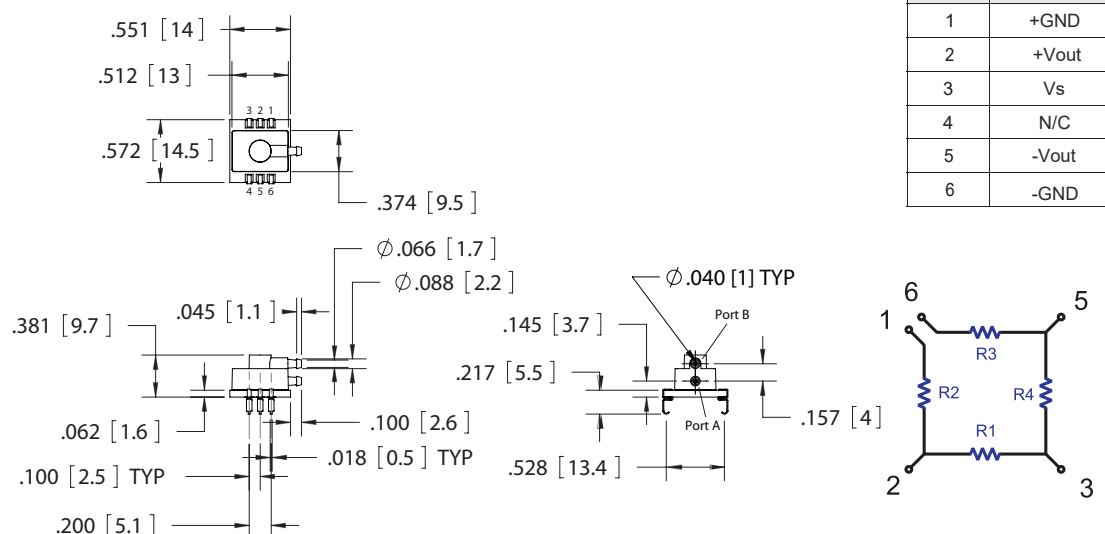 .551 [14]
.512 [13]
3 2 1
.572 [14.5]
4 5 6
.374 [9.5]
1 +GND
2 +Vout
3 Vs
4 N/C
5 -Vout
6 -GND
Ø.066 [1.7]
Ø.088 [2.2]
.045 [1.1]
.381 [9.7]
.062 [1.6]
.100 [2.6]
.018 [0.5] TYP
.100 [2.5] TYP
.200 [5.1]
Ø.040 [1] TYP
Port B
.145 [3.7]
.217 [5.5]
Port A
.157 [4]
.528 [13.4]
6
5
1
R3
R2
R4
R1
2
3